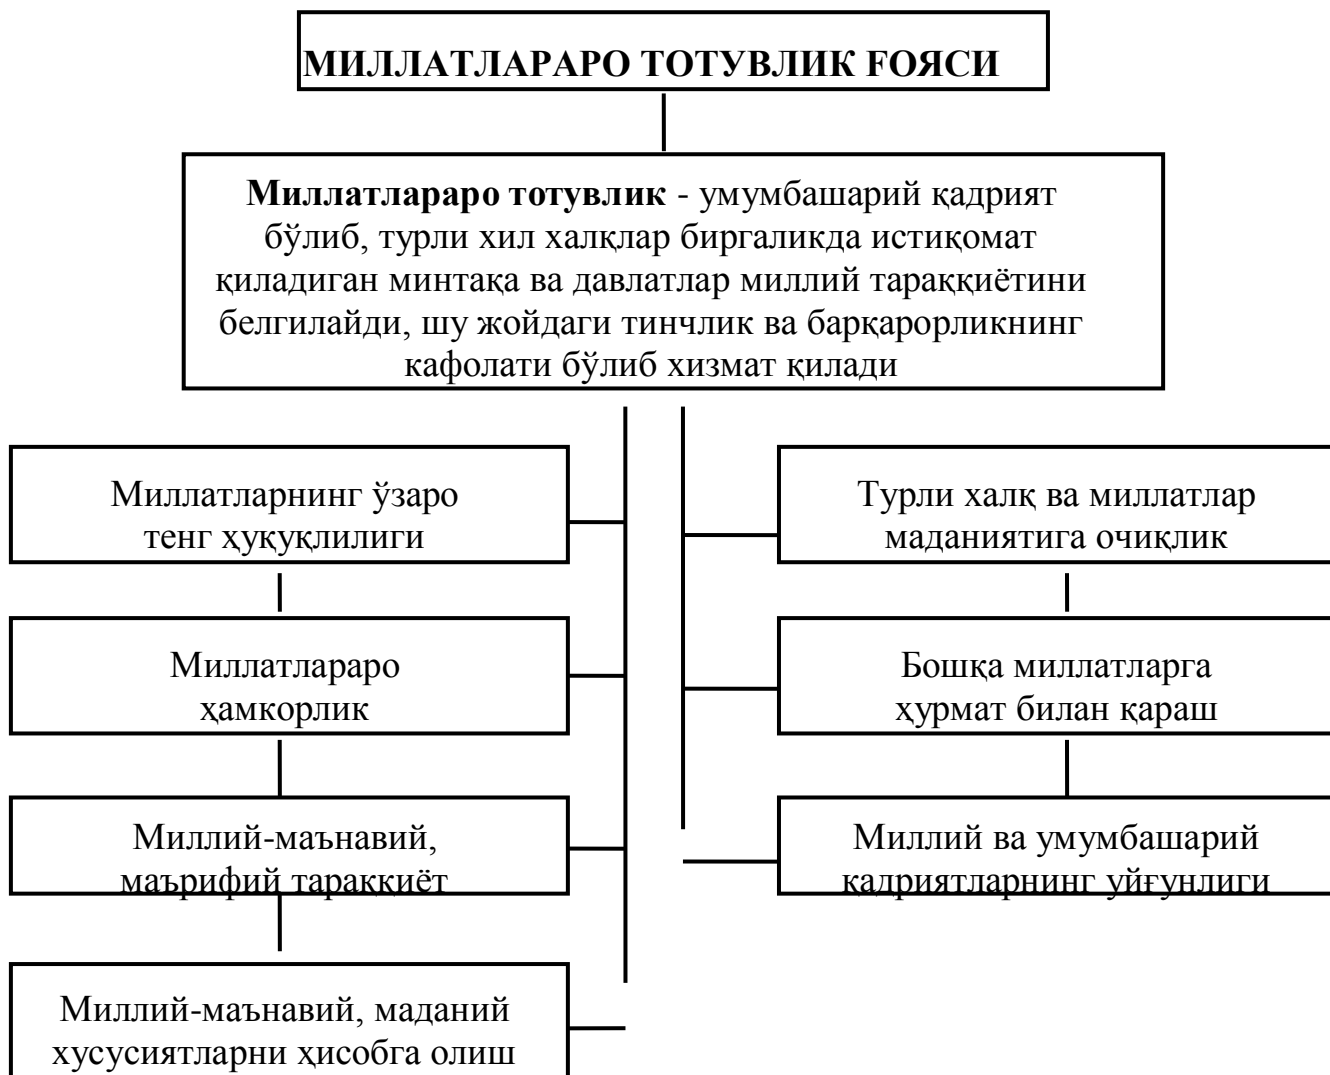 МИЛЛАТЛАРАРО ТОТУВЛИК ҒОЯСИ
Миллатлараро тотувлик - умумбашарий қадрият
бўлиб, турли хил халқлар биргаликда истиқомат
қиладиган минтақа ва давлатлар миллий тараққиётини
белгилайди, шу жойдаги тинчлик ва барқарорликнинг
кафолати бўлиб хизмат қилади
Миллатларнинг ўзаро
тенг ҳуқуқлилиги
Миллатлараро
ҳамкорлик
Миллий-маънавий,
маърифий тараққиёт
Миллий-маънавий, маданий
хусусиятларни ҳисобга олиш
Турли халқ ва миллатлар
маданиятига очиқлик
Бошқа миллатларга
ҳурмат билан қараш
Миллий ва умумбашарий
қадриятларнинг уйғунлиги